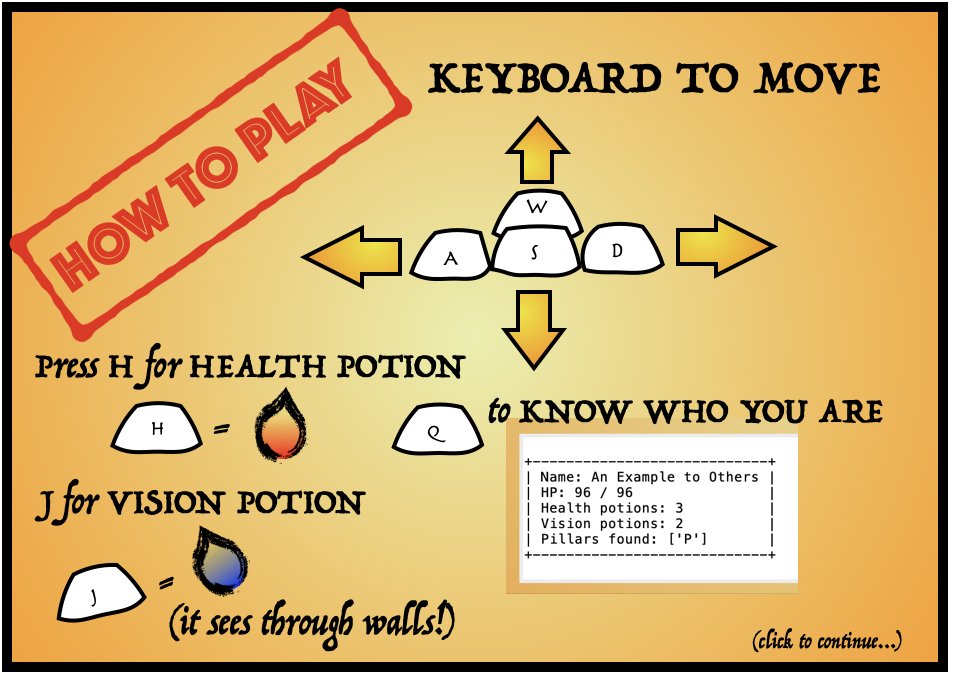 HOW TO PLAY
KEYBOARD TO MOVE
W
A S D
Press H for HEALTH POTION
H =
Q to KNOW WHO YOU ARE
+----------------------------+
| Name: An Example to Others |
| HP: 96 / 96 |
| Health potions: 3 |
| Vision potions: 2 |
| Pillars found: ['P'] |
+----------------------------+
J for VISION POTION
J =
(it sees through walls!)
(click to continue...)